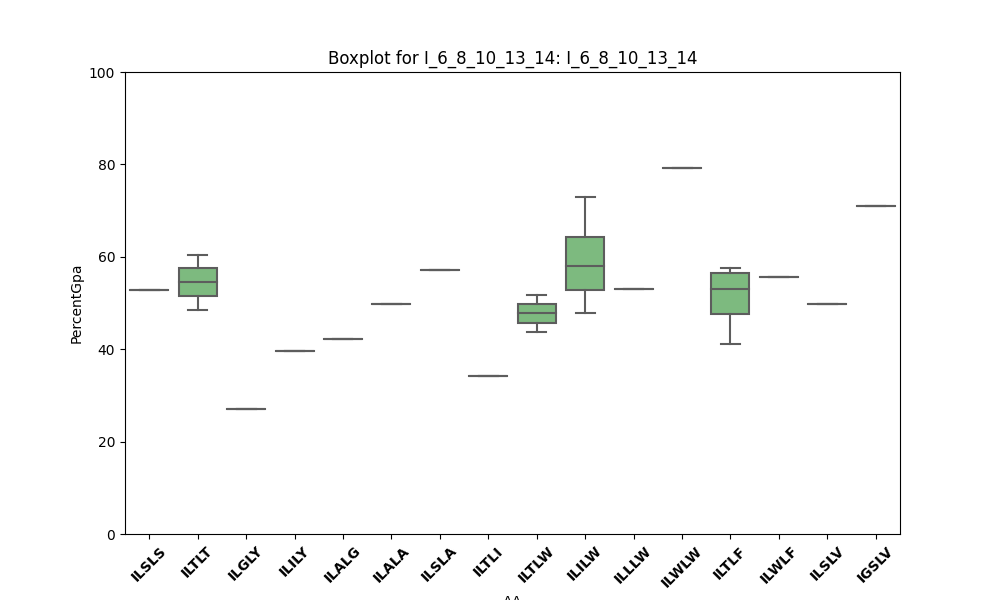 Boxplot for I_6_8_10_13_14: I_6_8_10_13_14
100
80
60
40
20
0
PercentGpa
ILSLS
ILTLT
ILGLY
ILILY
ILALG
ILALA
ILSLA
ILTLI
ILTLW
ILILW
ILLLW
ILWLW
ILTLF
ILWLF
ILSLV
IGSLV
AA